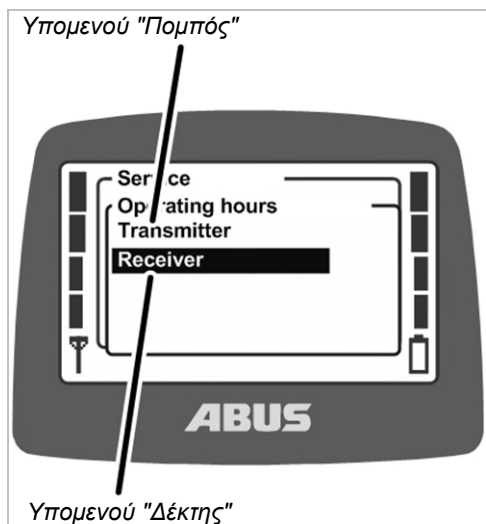 Υπομενού "Πομπός"
Service
Operating hours
Transmitter
Receiver
ABUS
Υπομενού "Δέκτης"